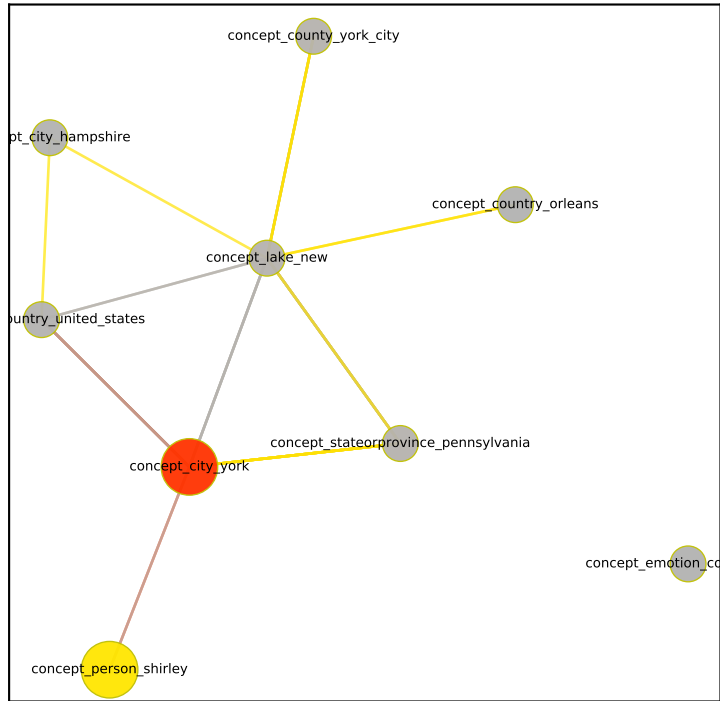 concept_county_york_city
pt_city_hampshire
concept_country_orleans
concept_lake_new
ountry_united_states
concept_stateorprovince_pennsylvania
concept_city_york
concept_emotion_co
concept_person_shirley